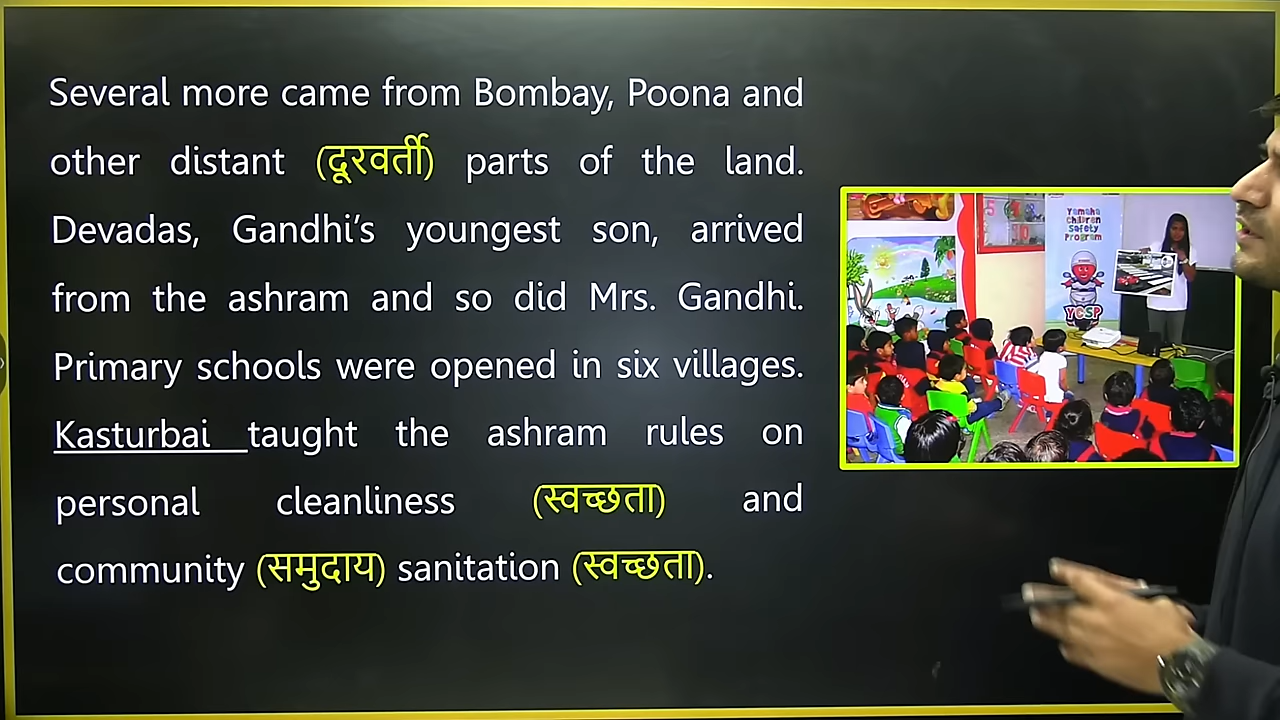 Several more came from Bombay, Poona and
other distant (दूरवर्ती) parts of the land.
Devadas, Gandhi's youngest son, arrived
from the ashram and so did Mrs. Gandhi.
Primary schools were opened in six villages.
Kasturbai taught the ashram rules on
personal cleanliness (स्वच्छता) and
community (समुदाय) sanitation (स्वच्छता).
Yamaha
Children
Safety
Program
YCSP